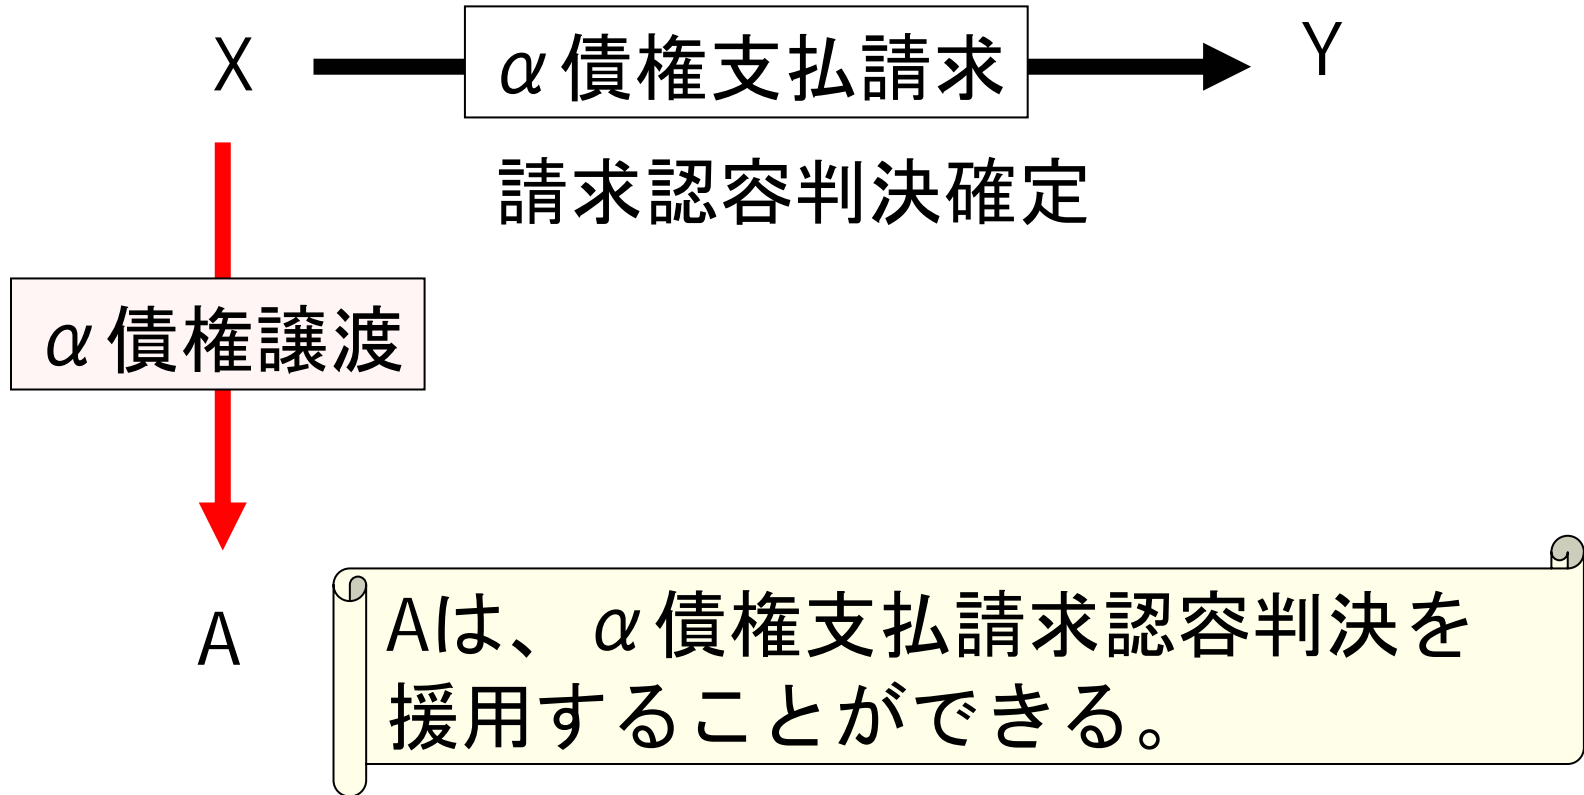 X
α債権支払請求
Y
請求認容判決確定
α債権譲渡
A
Aは、α債権支払請求認容判決を
援用することができる。